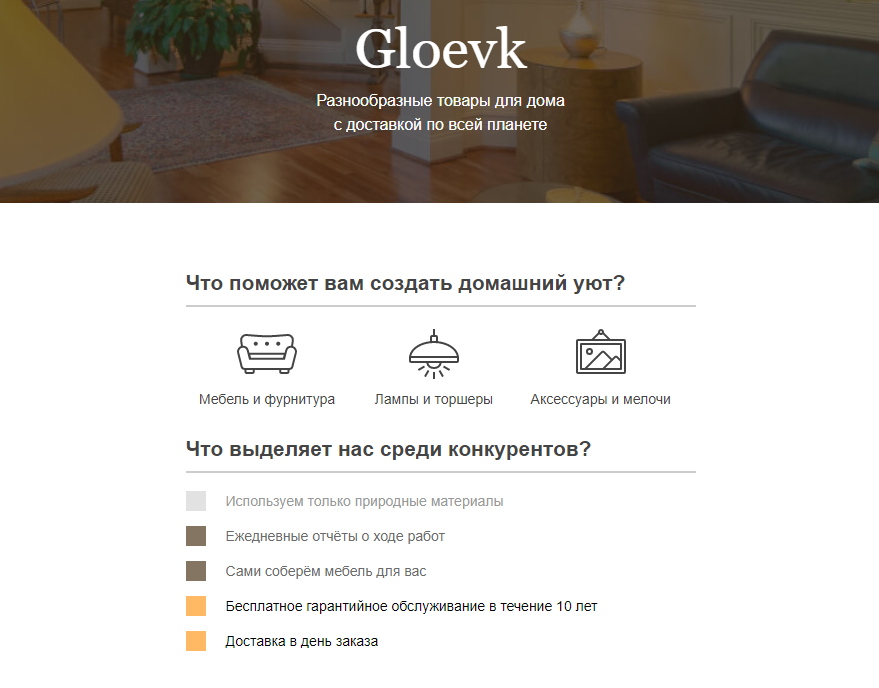 Gloevk
Разнообразные товары для дома
с доставкой по всей планете
Что поможет вам создать домашний уют?
Мебель и фурнитура
Лампы и торшеры
Аксессуары и мелочи
Что выделяет нас среди конкурентов?
Используем только природные материалы
Ежедневные отчёты о ходе работ
Сами соберём мебель для вас
Бесплатное гарантийное обслуживание в течение 10 лет
Доставка в день заказа